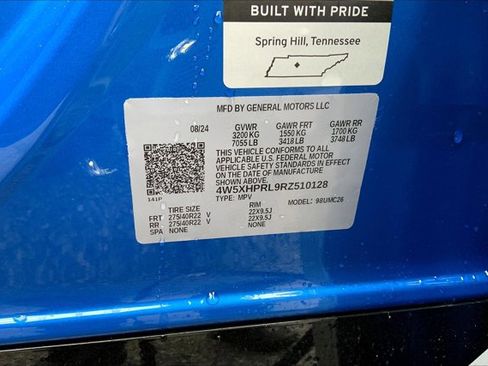 BUILT WITH PRIDE
Spring Hill, Tennessee
MFD BY GENERAL MOTORS LLC
08/24 GVWR GAWR FRT GAWR RR
3200 KG 1550 KG 1700 KG
7055 LB 3418 LB 3748 LB
THIS VEHICLE CONFORMS TO ALL
APPLICABLE U.S. FEDERAL MOTOR
VEHICLE SAFETY STANDARDS IN EFFECT
ON THE DATE OF MANUFACTURE SHOWN ABOVE.
4W5XHPRL9RZ510128
141P TYPE: MPV MODEL: 98UMC26
TIRE SIZE RIM
FRT 275/40R22 V 22X9.5J
RR 275/40R22 V 22X9.5J
SPA NONE NONE